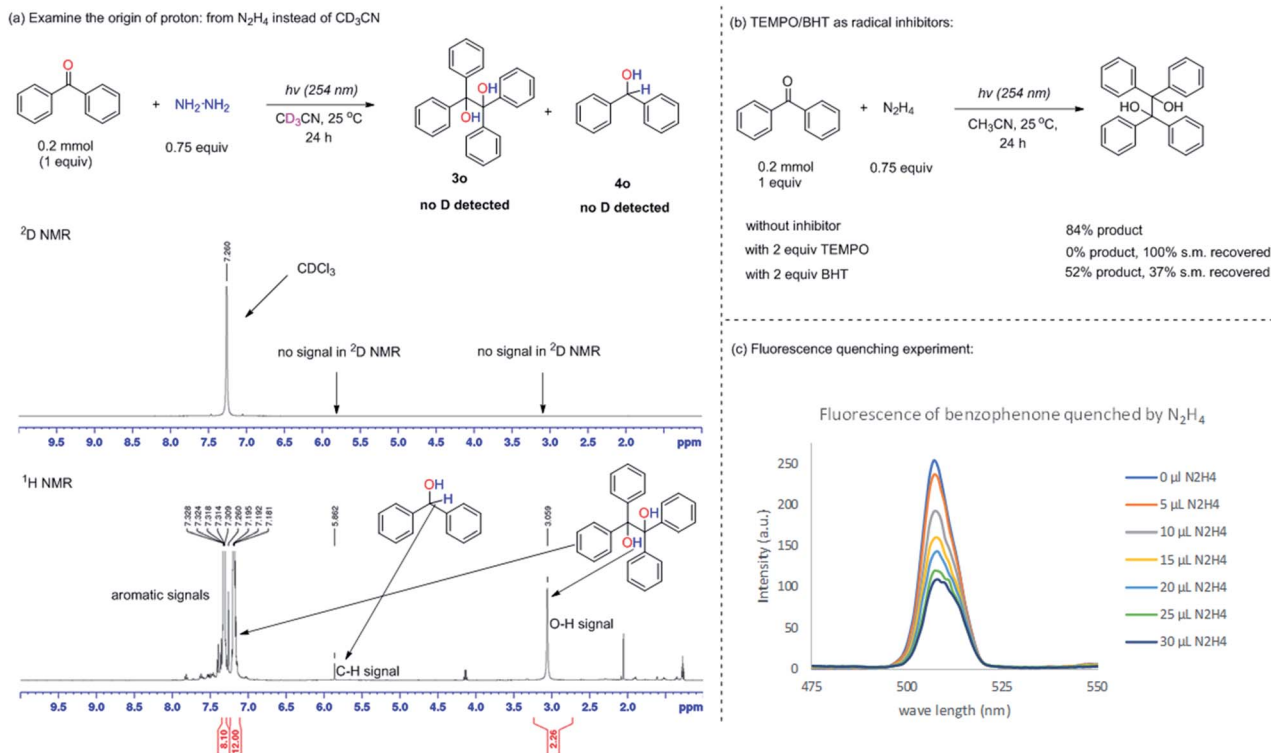 (a) Examine the origin of proton: from N₂H₄ instead of CD₃CN
O
+
NH₂-NH₂
hv (254 nm)
CD₃CN, 25 °C
24 h
0.2 mmol
(1 equiv)
0.75 equiv
OH
OH
+
OH
H
3o
4o
no D detected
no D detected
²D NMR
7.260
CDCl₃
no signal in ²D NMR
no signal in ²D NMR
9.5 9.0 8.5 8.0 7.5 7.0 6.5 6.0 5.5 5.0 4.5 4.0 3.5 3.0 2.5 2.0 ppm
¹H NMR
7.328
7.324
7.318
7.314
7.309
7.260
7.195
7.192
7.181
5.862
3.059
OH
H
OH
OH
aromatic signals
C-H signal
O-H signal
9.5 9.0 8.5 8.0 7.5 7.0 6.5 6.0 5.5 5.0 4.5 4.0 3.5 3.0 2.5 2.0 ppm
8.10
12.00
2.26
(b) TEMPO/BHT as radical inhibitors:
O
+ N₂H₄
hv (254 nm)
CH₃CN, 25 °C,
24 h
HO OH
0.2 mmol
1 equiv
0.75 equiv
without inhibitor 84% product
with 2 equiv TEMPO 0% product, 100% s.m. recovered
with 2 equiv BHT 52% product, 37% s.m. recovered
(c) Fluorescence quenching experiment:
Fluorescence of benzophenone quenched by N₂H₄
Intensity (a.u.)
250
200
150
100
50
0
475 500 525 550
wave length (nm)
0 µl N2H4
5 µL N2H4
10 µL N2H4
15 µL N2H4
20 µL N2H4
25 µL N2H4
30 µL N2H4